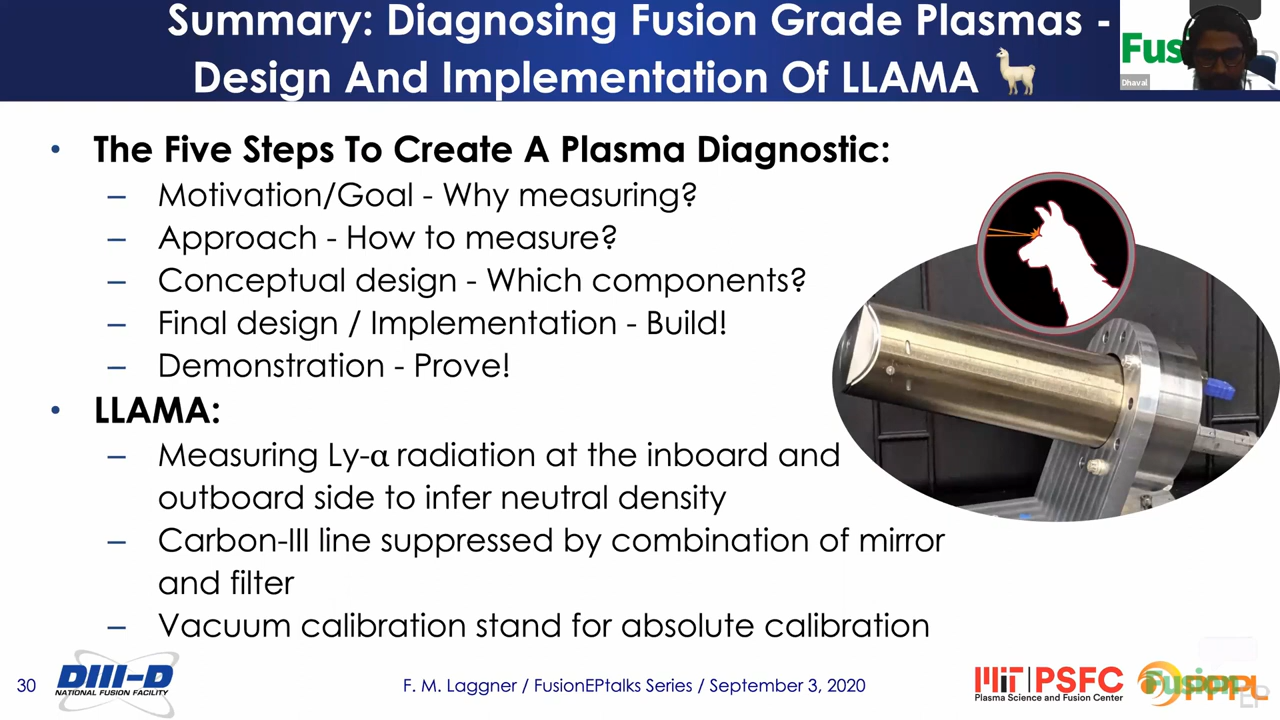 Summary: Diagnosing Fusion Grade Plasmas -
Design And Implementation Of LLAMA
Dhaval
• The Five Steps To Create A Plasma Diagnostic:
– Motivation/Goal - Why measuring?
– Approach - How to measure?
– Conceptual design - Which components?
– Final design / Implementation - Build!
– Demonstration - Prove!
• LLAMA:
– Measuring Ly-α radiation at the inboard and
outboard side to infer neutral density
– Carbon-III line suppressed by combination of mirror
and filter
– Vacuum calibration stand for absolute calibration
30
DIII-D
NATIONAL FUSION FACILITY
F. M. Laggner / FusionEPtalks Series / September 3, 2020
MIT PSFC
Plasma Science and Fusion Center
PPPL
Fusion
EP